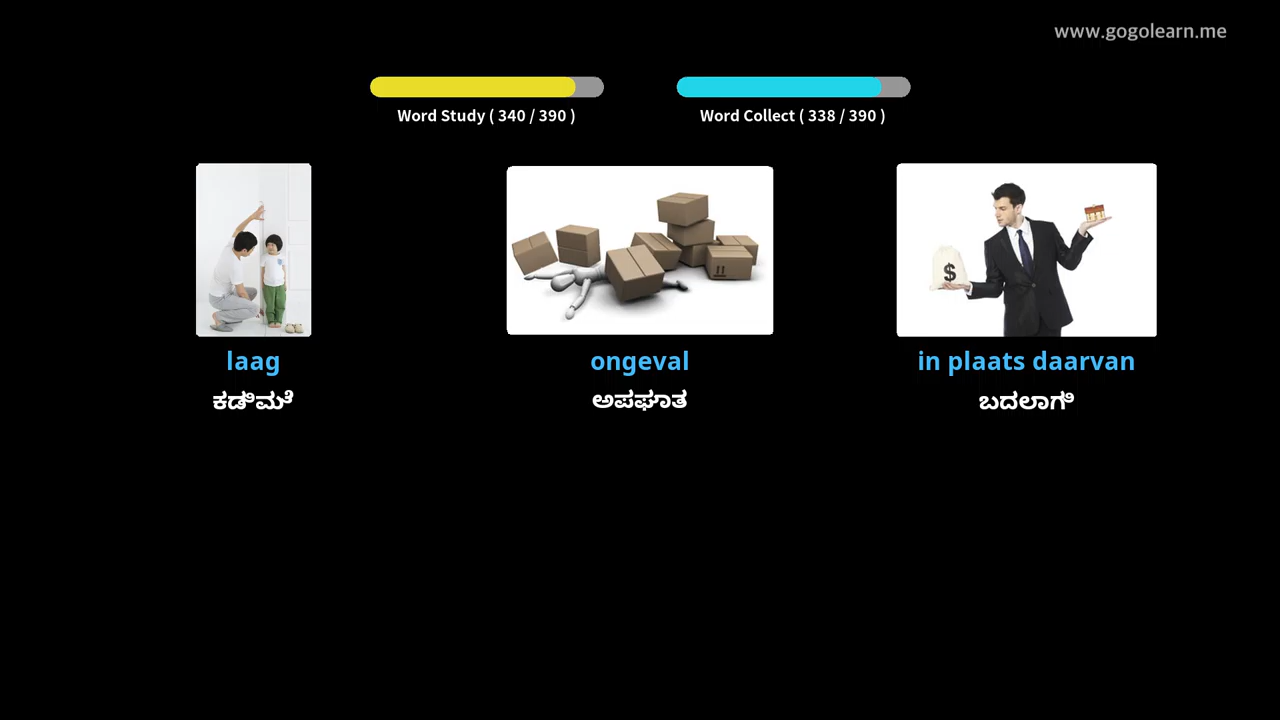 www.gogolearn.me
Word Study ( 340 / 390 )
Word Collect ( 338 / 390 )
$
laag
ongeval
in plaats daarvan
ಕಡಿಮೆ
ಅಪಘಾತ
ಬದಲಾಗಿ